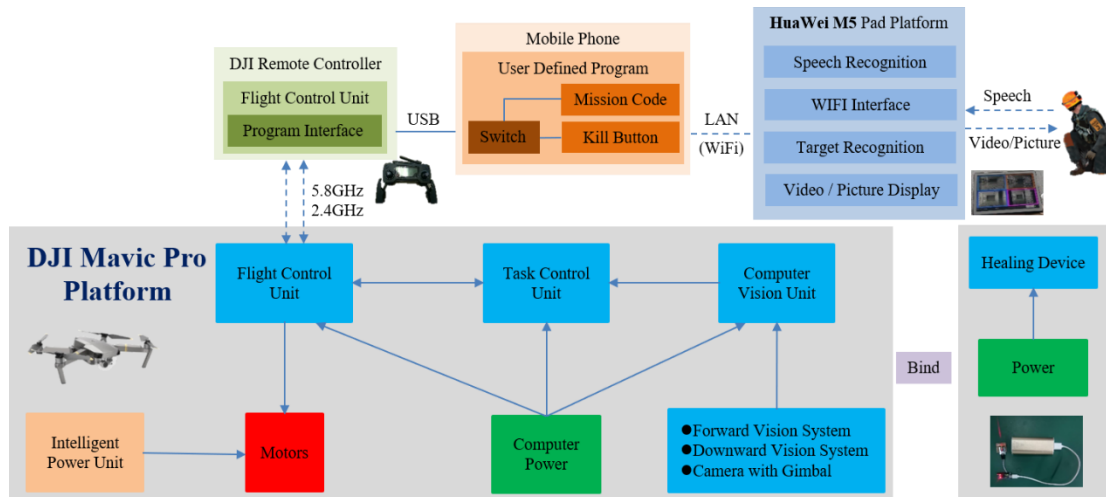 DJI Remote Controller
Flight Control Unit
Program Interface
USB
Mobile Phone
User Defined Program
Mission Code
Switch
Kill Button
LAN
(WiFi)
HuaWei M5 Pad Platform
Speech Recognition
WIFI Interface
Target Recognition
Video / Picture Display
Speech
Video/Picture
5.8GHz
2.4GHz
DJI Mavic Pro
Platform
Flight Control
Unit
Task Control
Unit
Computer
Vision Unit
Intelligent
Power Unit
Motors
Computer
Power
●Forward Vision System
●Downward Vision System
●Camera with Gimbal
Bind
Healing Device
Power